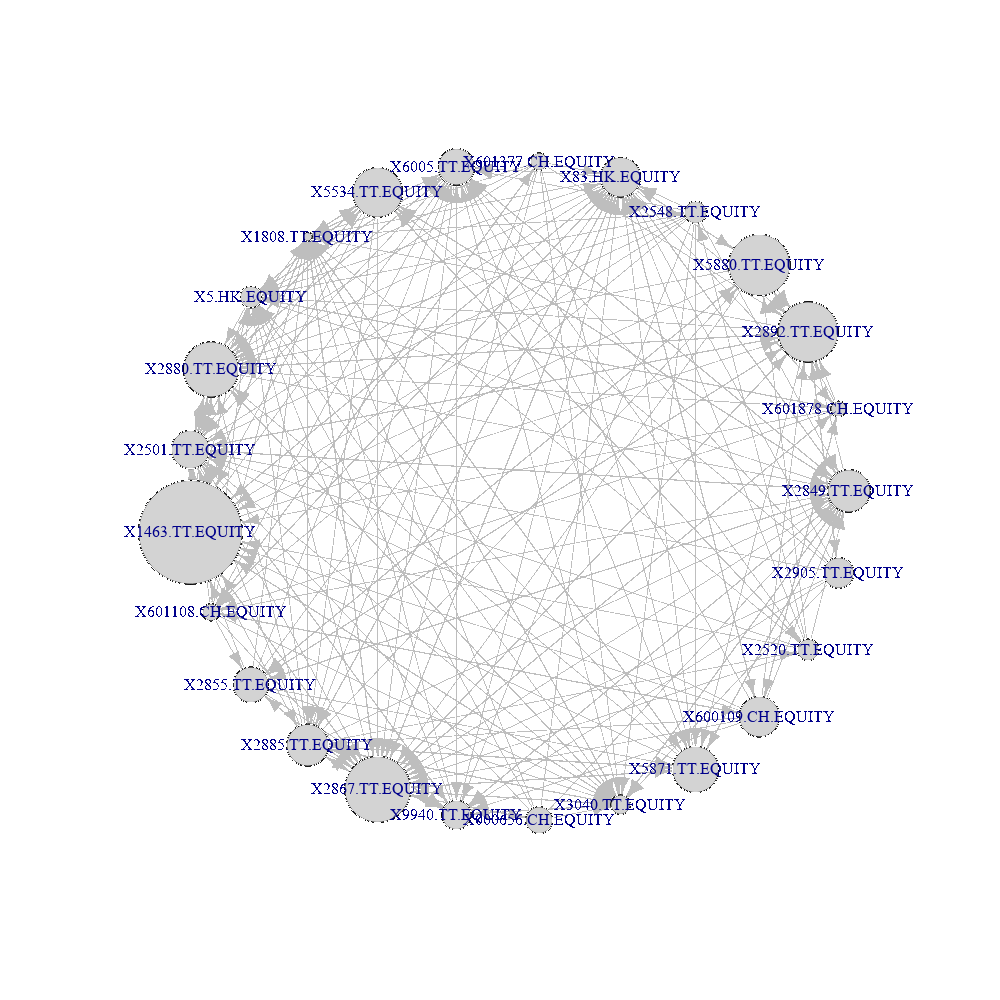 X601377.CH.EQUITY
X6005.TT.EQUITY
X83.HK.EQUITY
X5534.TT.EQUITY
X2548.TT.EQUITY
X1808.TT.EQUITY
X5880.TT.EQUITY
X5.HK.EQUITY
X2892.TT.EQUITY
X2880.TT.EQUITY
X601878.CH.EQUITY
X2501.TT.EQUITY
X2849.TT.EQUITY
X1463.TT.EQUITY
X2905.TT.EQUITY
X601108.CH.EQUITY
X2520.TT.EQUITY
X2855.TT.EQUITY
X600109.CH.EQUITY
X2885.TT.EQUITY
X5871.TT.EQUITY
X2867.TT.EQUITY
X3040.TT.EQUITY
X9940.TT.EQUITY